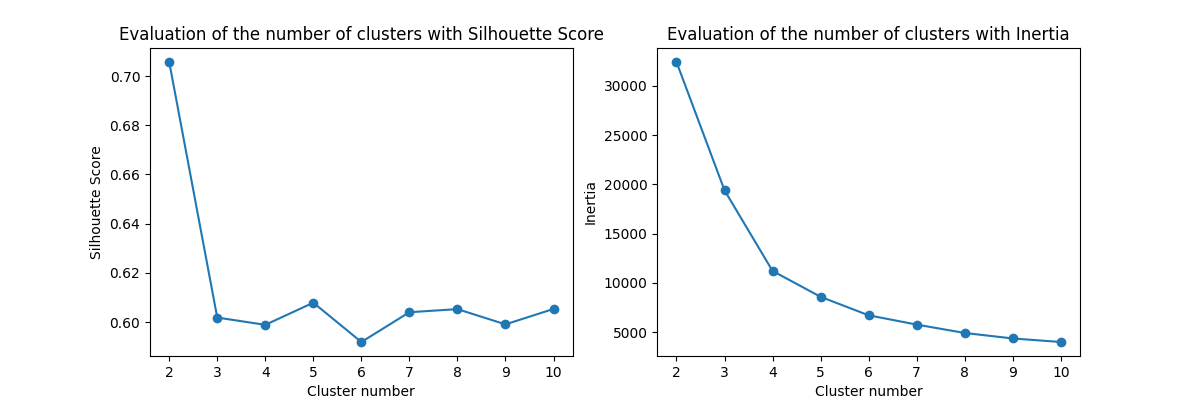 Evaluation of the number of clusters with Silhouette Score
Silhouette Score
0.70
0.68
0.66
0.64
0.62
0.60
2 3 4 5 6 7 8 9 10
Cluster number
Evaluation of the number of clusters with Inertia
Inertia
30000
25000
20000
15000
10000
5000
2 3 4 5 6 7 8 9 10
Cluster number